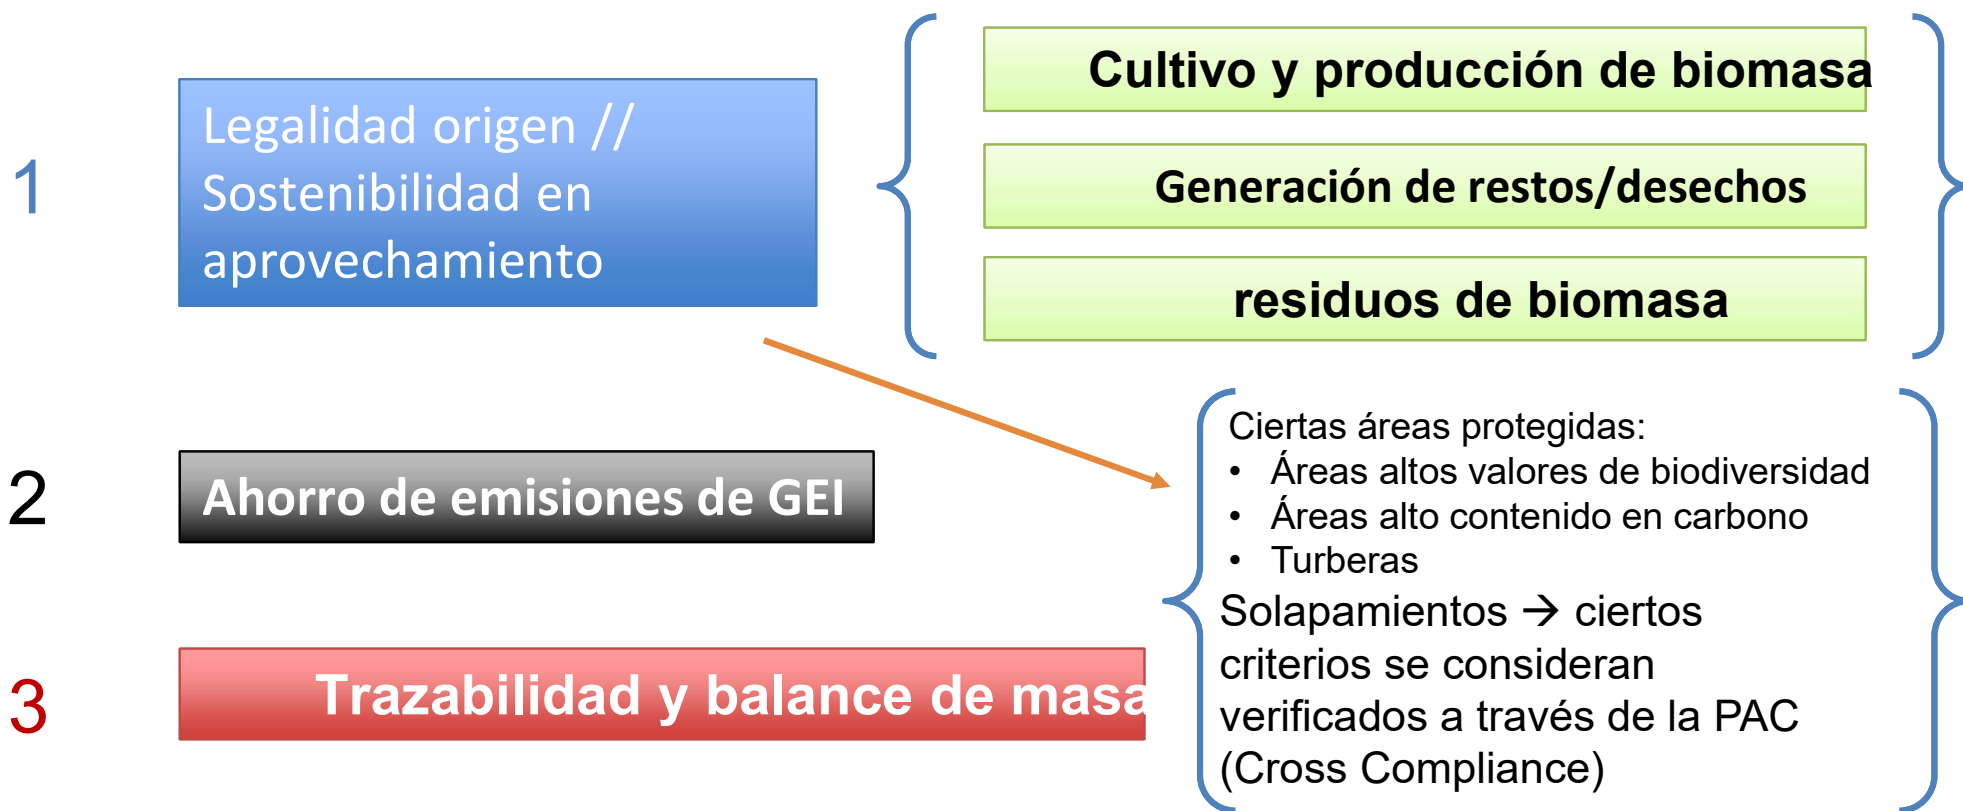 1
Legalidad origen //
Sostenibilidad en
aprovechamiento
Cultivo y producción de biomasa
Generación de restos/desechos
residuos de biomasa
2
Ahorro de emisiones de GEI
3
Trazabilidad y balance de masa
Ciertas áreas protegidas:
• Áreas altos valores de biodiversidad
• Áreas alto contenido en carbono
• Turberas
Solapamientos → ciertos
criterios se consideran
verificados a través de la PAC
(Cross Compliance)